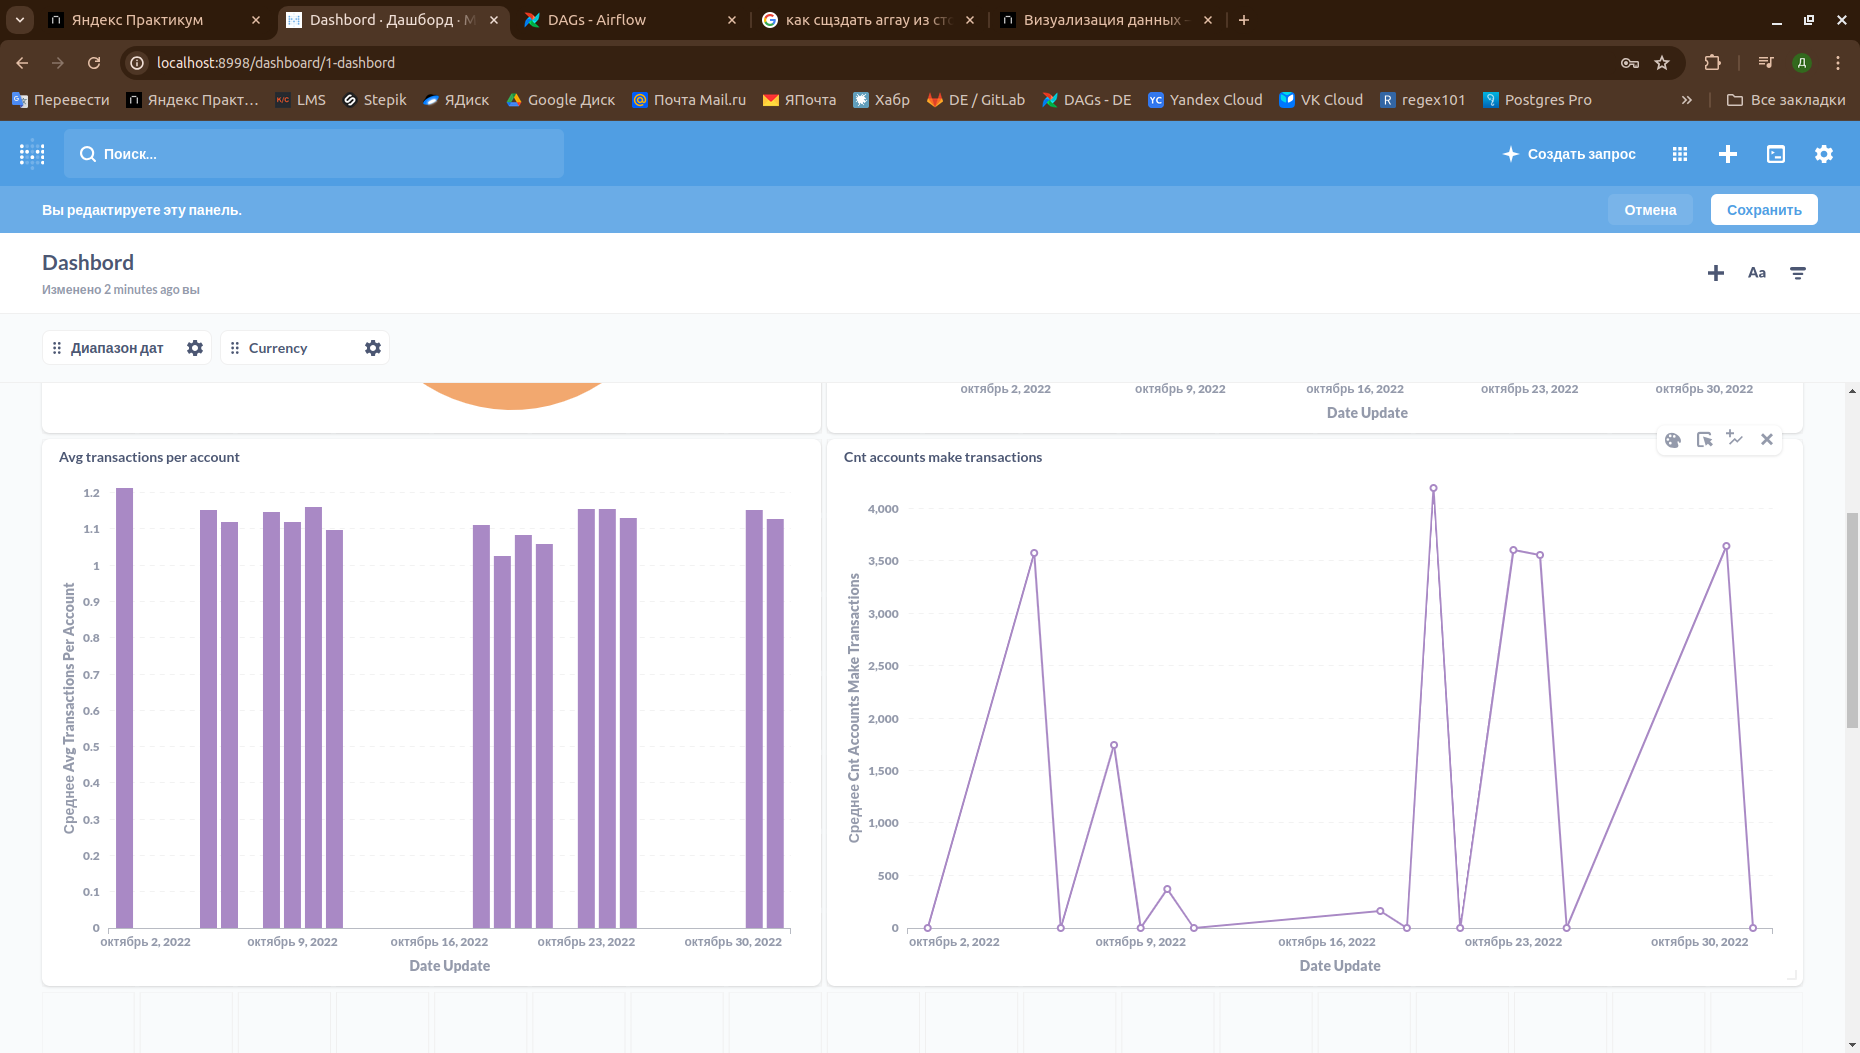 Яндекс Практикум
Dashbord · Дашборд · M
DAGs - Airflow
как сщздать array из сто
Визуализация данных -
localhost:8998/dashboard/1-dashbord
Д
Перевести
Яндекс Практ...
LMS
Stepik
ЯДиск
Google Диск
Почта Mail.ru
ЯПочта
Хабр
DE / GitLab
DAGs - DE
Yandex Cloud
VK Cloud
regex101
Postgres Pro
Все закладки
Поиск...
Создать запрос
Вы редактируете эту панель.
Отмена
Сохранить
Dashbord
Изменено 2 minutes ago вы
Aa
Диапазон дат
Currency
октябрь 2, 2022
октябрь 9, 2022
октябрь 16, 2022
октябрь 23, 2022
октябрь 30, 2022
Date Update
Avg transactions per account
Среднее Avg Transactions Per Account
1.2
1.1
1
0.9
0.8
0.7
0.6
0.5
0.4
0.3
0.2
0.1
0
октябрь 2, 2022
октябрь 9, 2022
октябрь 16, 2022
октябрь 23, 2022
октябрь 30, 2022
Date Update
Cnt accounts make transactions
Среднее Cnt Accounts Make Transactions
4,000
3,500
3,000
2,500
2,000
1,500
1,000
500
0
октябрь 2, 2022
октябрь 9, 2022
октябрь 16, 2022
октябрь 23, 2022
октябрь 30, 2022
Date Update